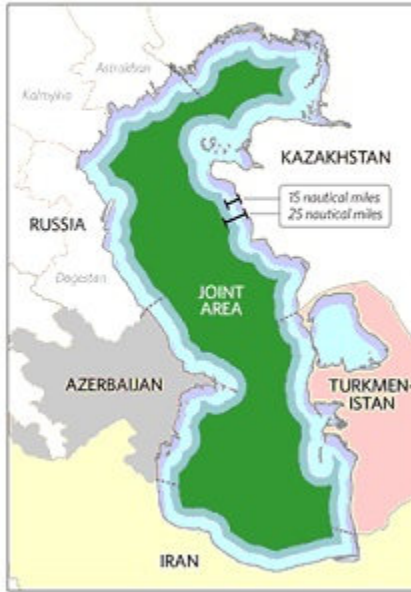 Astrakhan
Kalmykia
KAZAKHSTAN
15 nautical miles
25 nautical miles
RUSSIA
Dagestan
JOINT
AREA
AZERBAIJAN
TURKMEN-
ISTAN
IRAN